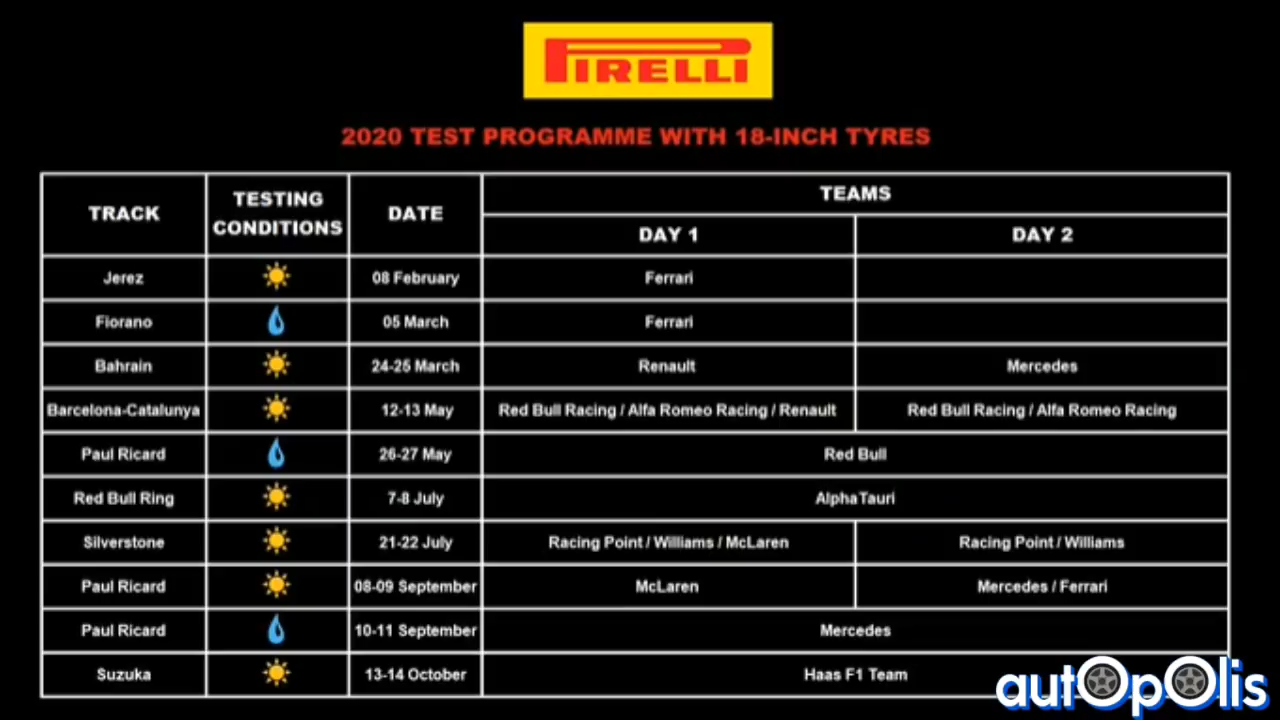 PIRELLI
2020 TEST PROGRAMME WITH 18-INCH TYRES
TRACK TESTING CONDITIONS DATE TEAMS
DAY 1 DAY 2
Jerez 08 February Ferrari
Fiorano 05 March Ferrari
Bahrain 24-25 March Renault Mercedes
Barcelona-Catalunya 12-13 May Red Bull Racing / Alfa Romeo Racing / Renault Red Bull Racing / Alfa Romeo Racing
Paul Ricard 26-27 May Red Bull
Red Bull Ring 7-8 July AlphaTauri
Silverstone 21-22 July Racing Point / Williams / McLaren Racing Point / Williams
Paul Ricard 08-09 September McLaren Mercedes / Ferrari
Paul Ricard 10-11 September Mercedes
Suzuka 13-14 October Haas F1 Team
autOpOlis